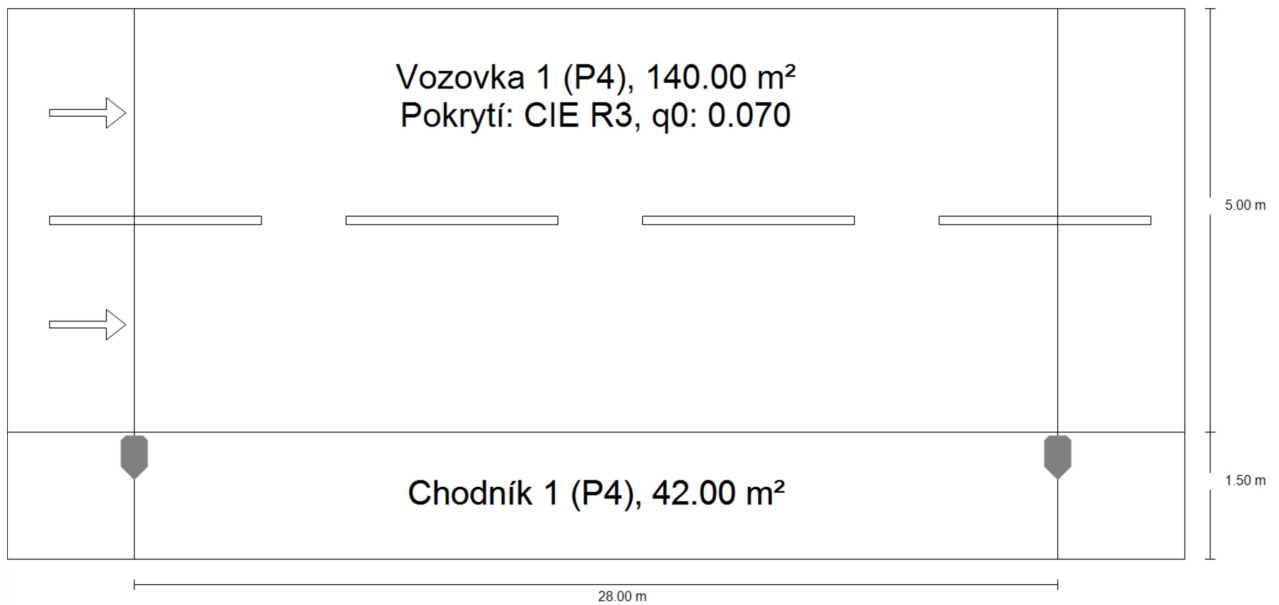 Vozovka 1 (P4), 140.00 m²
Pokrytí: CIE R3, q0: 0.070
5.00 m
Chodník 1 (P4), 42.00 m²
1.50 m
28.00 m